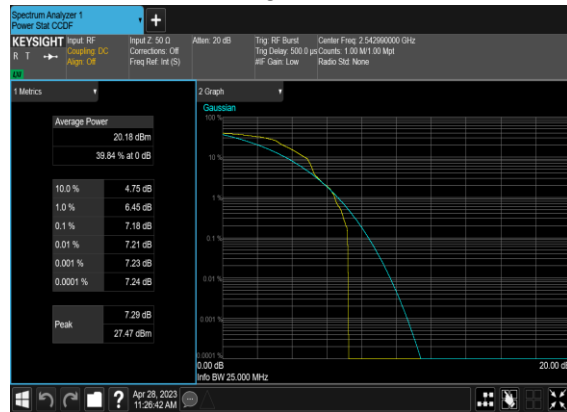 Spectrum Analyzer 1
Power Stat CCDF
+
KEYSIGHT
R T
LW
Input: RF
Coupling: DC
Align: Off
Input Z: 50 Ω
Corrections: Off
Freq Ref: Int (S)
Atten: 20 dB
Trig: RF Burst
Trig Delay: 500.0 µs
#IF Gain: Low
Center Freq: 2.542990000 GHz
Counts: 1.00 M/1.00 Mpt
Radio Std: None
1 Metrics
Average Power
20.18 dBm
39.84 % at 0 dB
10.0 % 4.75 dB
1.0 % 6.45 dB
0.1 % 7.18 dB
0.01 % 7.21 dB
0.001 % 7.23 dB
0.0001 % 7.24 dB
Peak
7.29 dB
27.47 dBm
2 Graph
Gaussian
100 %
10 %
1 %
0.1 %
0.01 %
0.001 %
0.0001 %
0.00 dB
20.00 dB
Info BW 25.000 MHz
?
Apr 28, 2023
11:26:42 AM